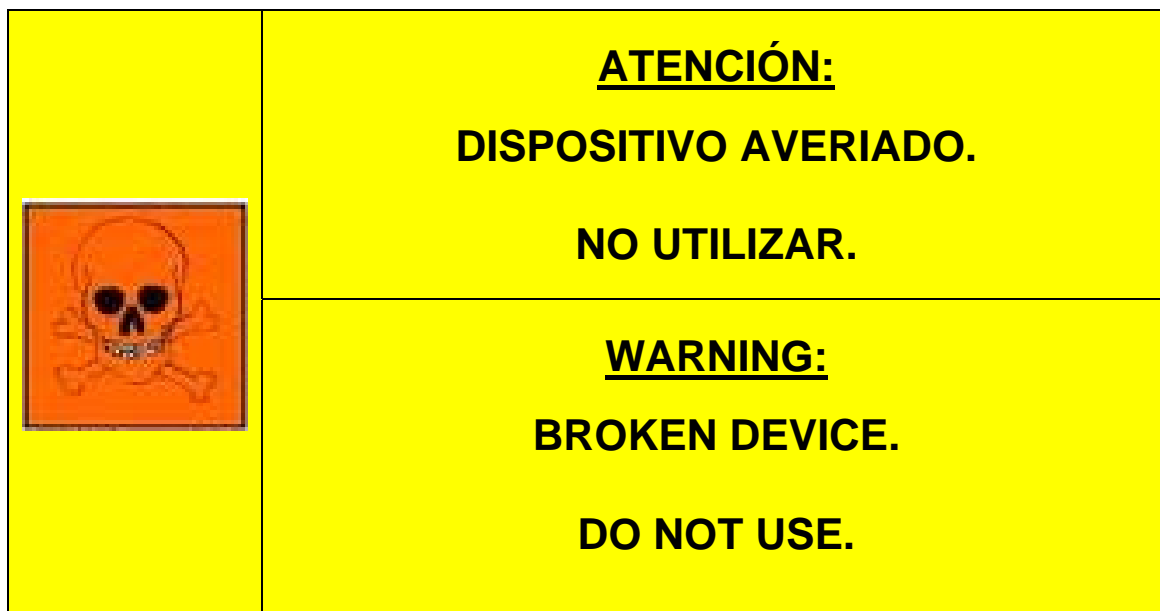 ATENCIÓN:
DISPOSITIVO AVERIADO.
NO UTILIZAR.
WARNING:
BROKEN DEVICE.
DO NOT USE.